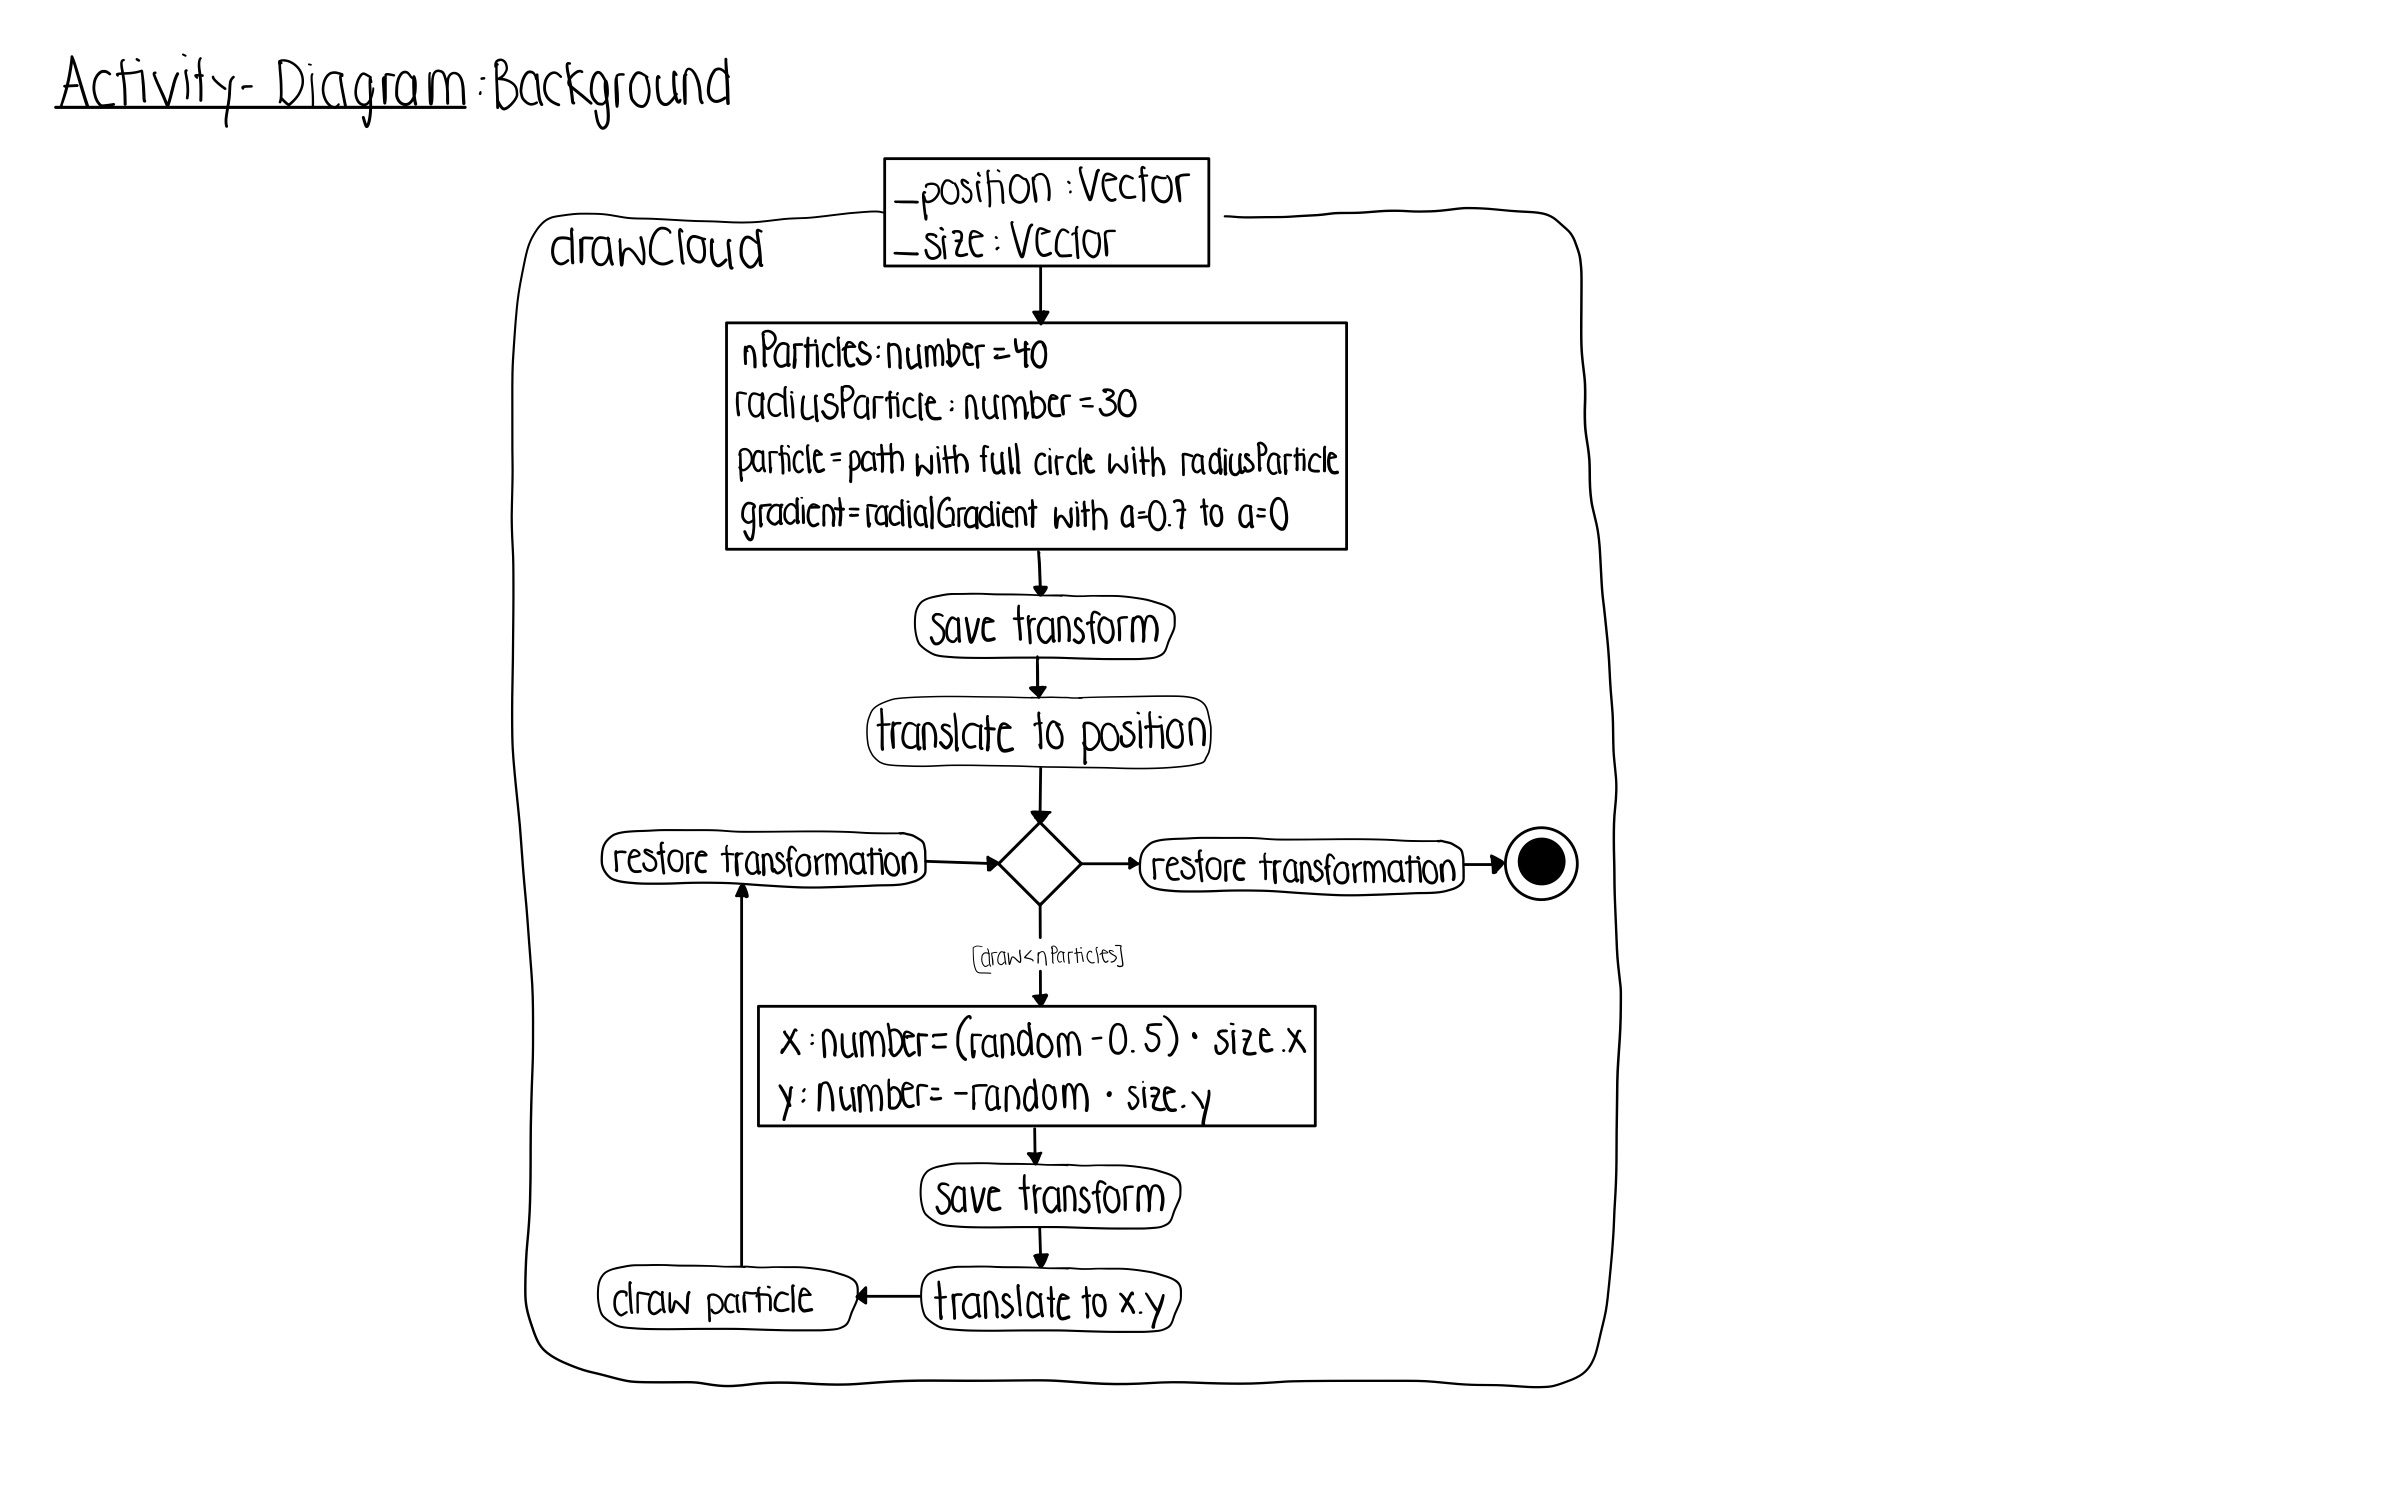 Activity- Diagram: Background
_position : Vector
_size : Vector
drawCloud
nParticles: number = 40
radiusParticle : number = 30
particle = path with full circle with radiusParticle
gradient = radialGradient with a=0.7 to a=0
save transform
translate to position
restore transformation
restore transformation
[draw<nParticles]
x : number = (random - 0.5) · size.x
y : number = - random · size.y
save transform
draw particle
translate to x.y